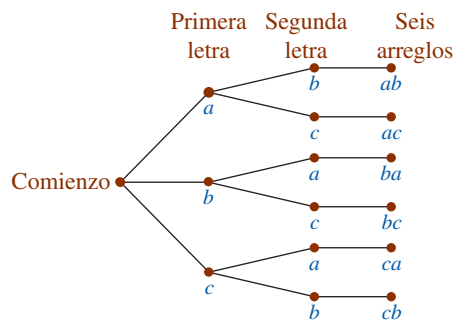 Primera letra
Segunda letra
Seis arreglos
b ab
a
c ac
a ba
Comienzo
b
c bc
a ca
c
b cb